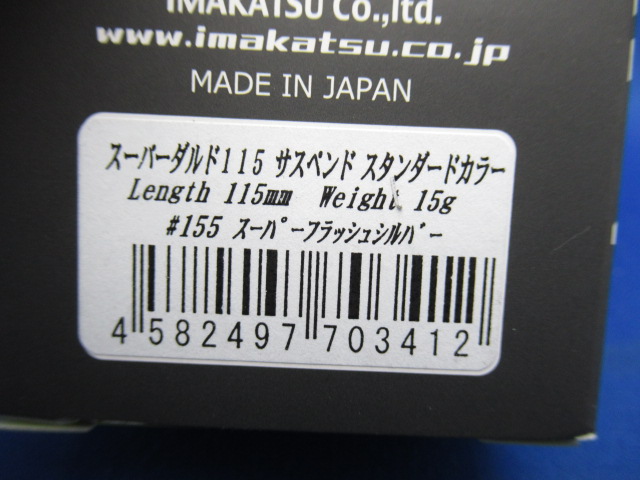 IMAKATSU Co.,ltd.
www.imakatsu.co.jp
MADE IN JAPAN
スーパーダルド115 サスペンド スタンダードカラー
Length 115mm Weight 15g
#155 スーパーフラッシュシルバー
4 582497 703412